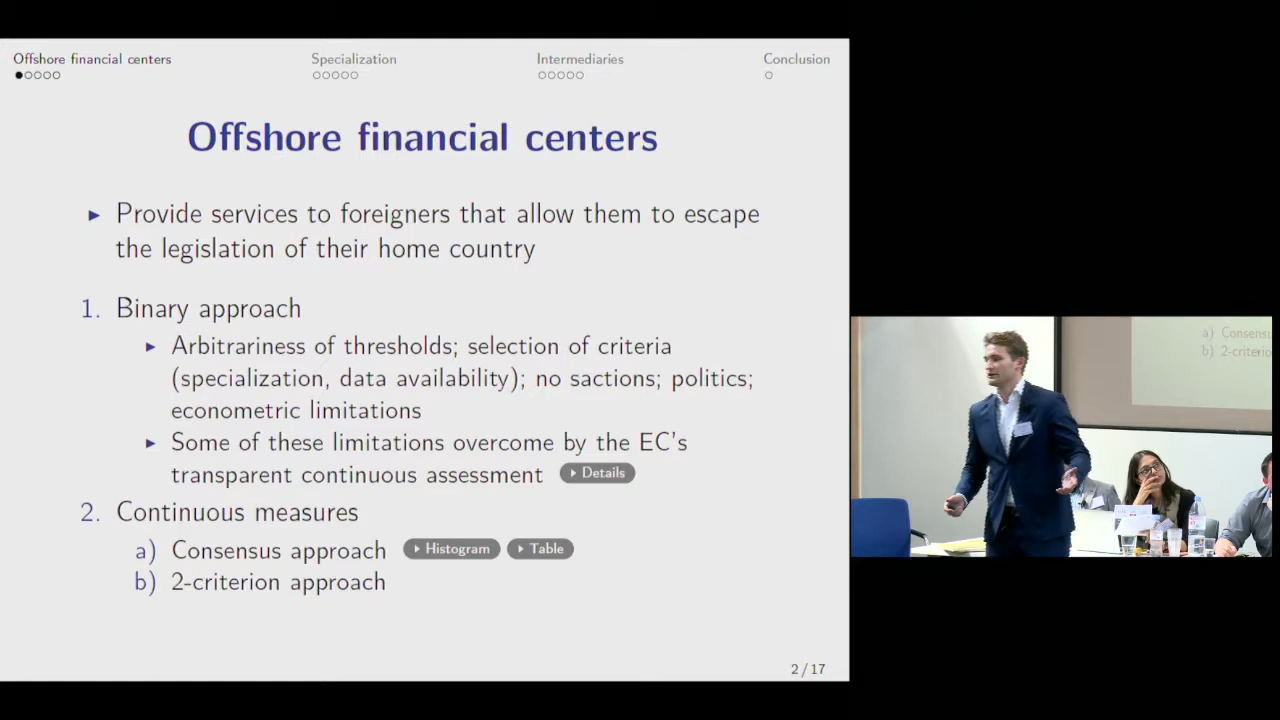 Offshore financial centers
Specialization
Intermediaries
Conclusion
Offshore financial centers
▶ Provide services to foreigners that allow them to escape
the legislation of their home country
1. Binary approach
▶ Arbitrariness of thresholds; selection of criteria
(specialization, data availability); no sactions; politics;
econometric limitations
▶ Some of these limitations overcome by the EC's
transparent continuous assessment ▶ Details
2. Continuous measures
a) Consensus approach ▶ Histogram ▶ Table
b) 2-criterion approach
2 / 17
a) Consensu
b) 2-criterio